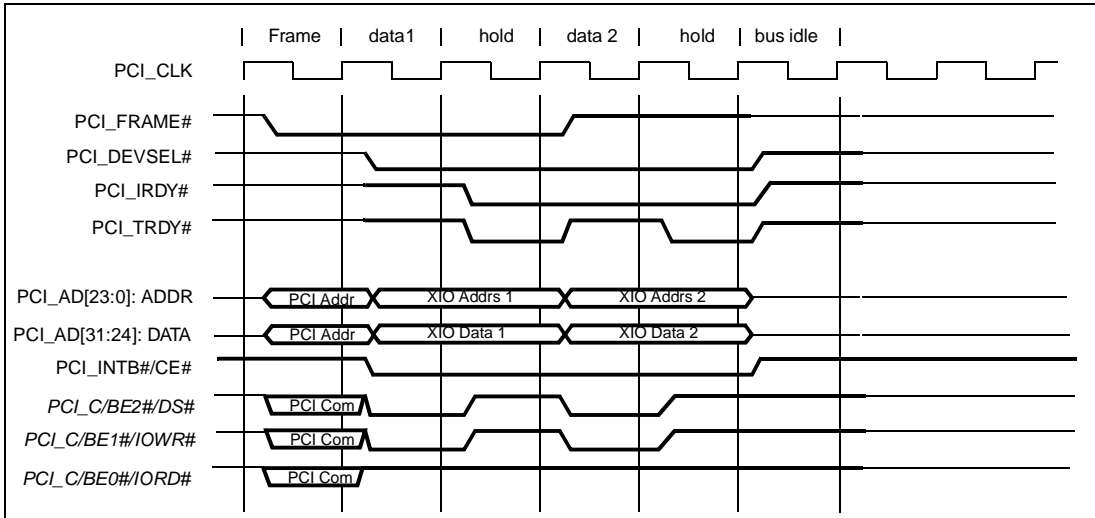 Frame data1 hold data 2 hold bus idle
PCI_CLK
PCI_FRAME#
PCI_DEVSEL#
PCI_IRDY#
PCI_TRDY#
PCI_AD[23:0]: ADDR PCI Addr XIO Addrs 1 XIO Addrs 2
PCI_AD[31:24]: DATA PCI Addr XIO Data 1 XIO Data 2
PCI_INTB#/CE#
PCI_C/BE2#/DS# PCI Com
PCI_C/BE1#/IOWR# PCI Com
PCI_C/BE0#/IORD# PCI Com